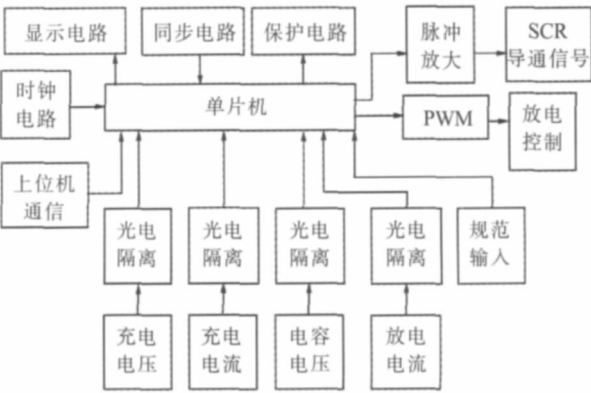 显示电路
同步电路
保护电路
脉冲
放大
SCR
导通信号
时钟
电路
单片机
PWM
放电
控制
上位机
通信
光电
隔离
光电
隔离
光电
隔离
光电
隔离
规范
输入
充电
电压
充电
电流
电容
电压
放电
电流